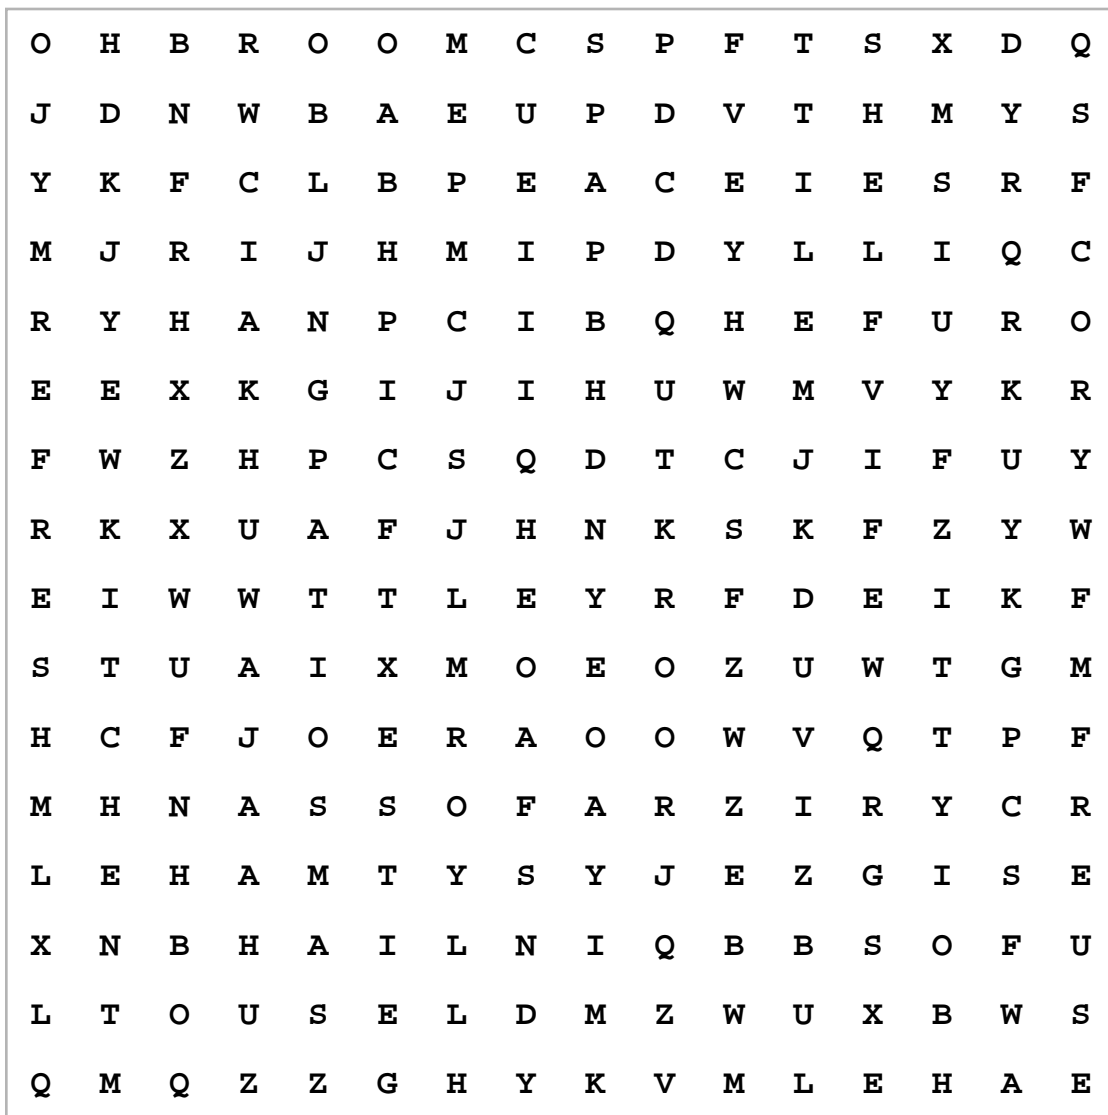 O H B R O O M C S P F T S X D Q
J D N W B A E U P D V T H M Y S
Y K F C L B P E A C E I E S R F
M J R I J H M I P D Y L L I Q C
R Y H A N P C I B Q H E F U R O
E E X K G I J I H U W M V Y K R
F W Z H P C S Q D T C J I F U Y
R K X U A F J H N K S K F Z Y W
E I W W T T L E Y R F D E I K F
S T U A I X M O E O Z U W T G M
H C F J O E R A O O W V Q T P F
M H N A S S O F A R Z I R Y C R
L E H A M T Y S Y J E Z G I S E
X N B H A I L N I Q B B S O F U
L T O U S E L D M Z W U X B W S
Q M Q Z Z G H Y K V M L E H A E